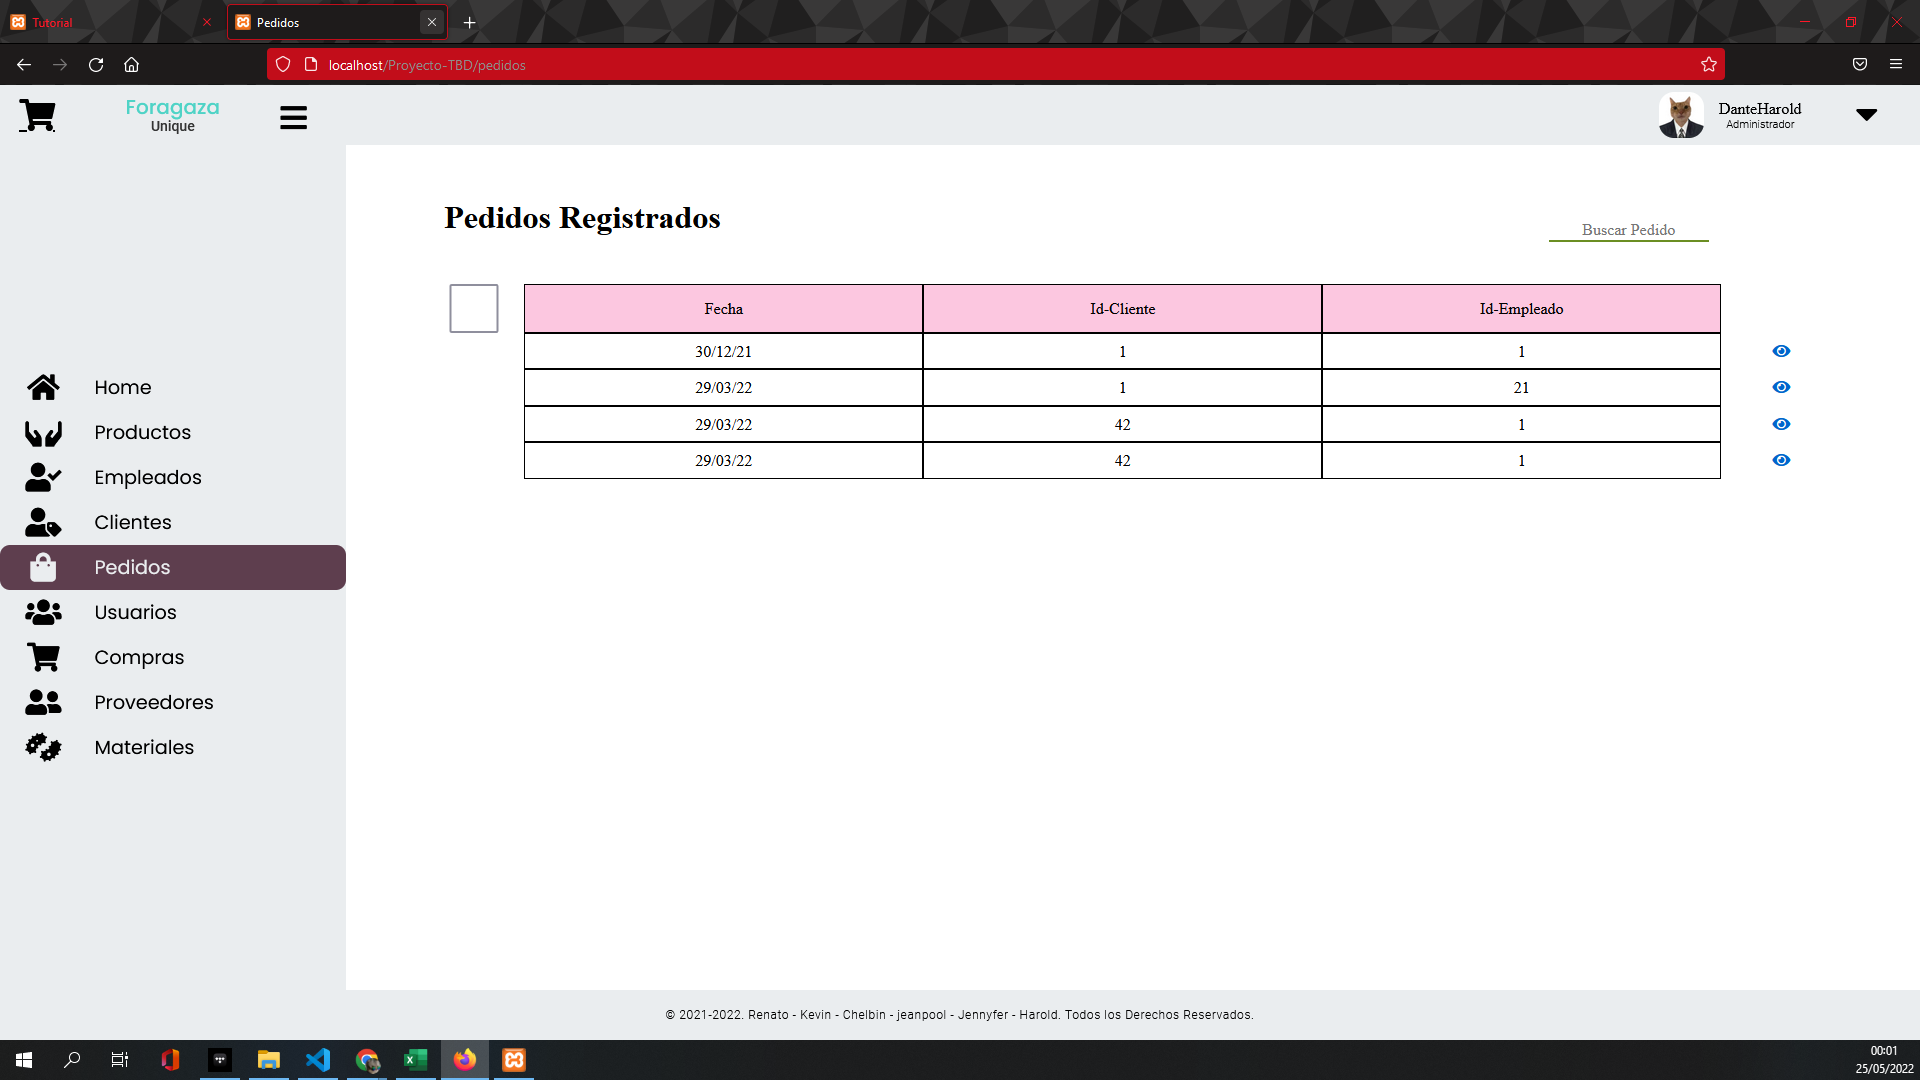 Tutorial
Pedidos
localhost/Proyecto-TBD/pedidos
Foragaza
Unique
DanteHarold
Administrador
Home
Productos
Empleados
Clientes
Pedidos
Usuarios
Compras
Proveedores
Materiales
Pedidos Registrados
Buscar Pedido
Fecha Id-Cliente Id-Empleado
30/12/21 1 1
29/03/22 1 21
29/03/22 42 1
29/03/22 42 1
© 2021-2022. Renato - Kevin - Chelbin - jeanpool - Jennyfer - Harold. Todos los Derechos Reservados.
00:01
25/05/2022